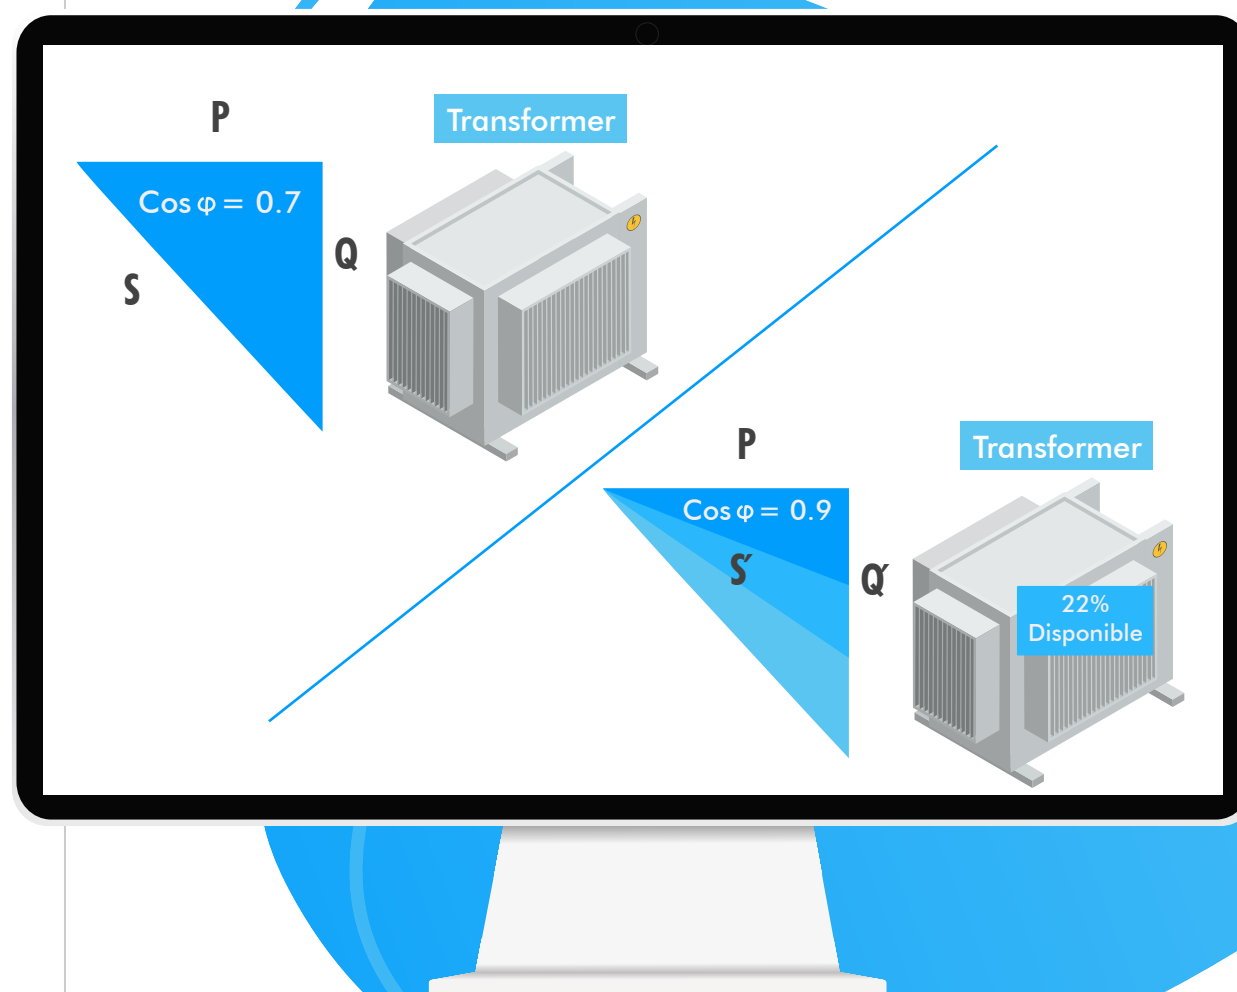 P
Transformer
Cos φ = 0.7
Q
S
P
Transformer
Cos φ = 0.9
S′
Q′
22%
Disponible